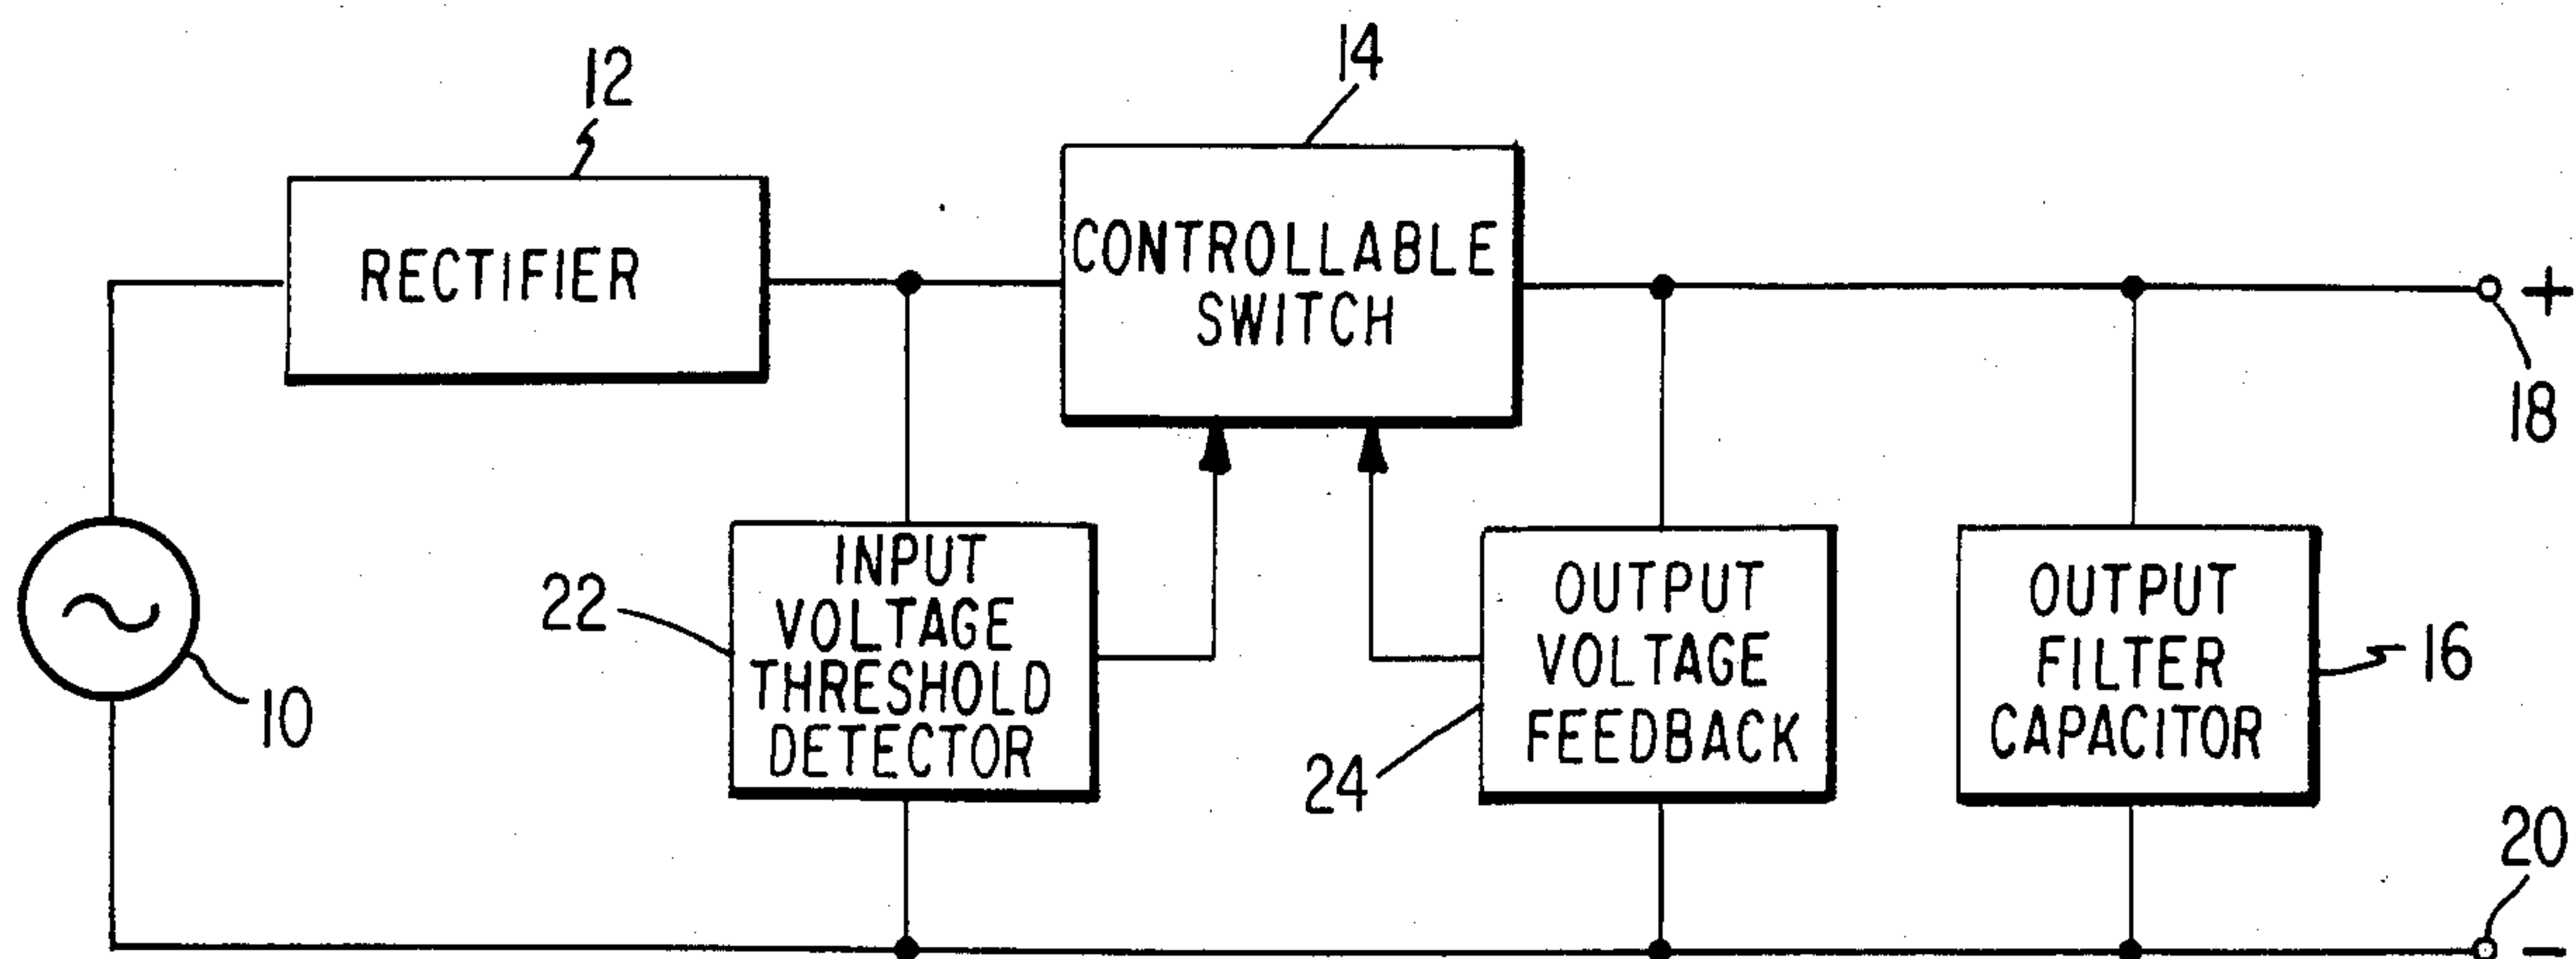 12
14
RECTIFIER
CONTROLLABLE
SWITCH
+
18
10
22
INPUT
VOLTAGE
THRESHOLD
DETECTOR
24
OUTPUT
VOLTAGE
FEEDBACK
OUTPUT
FILTER
CAPACITOR
16
20
-